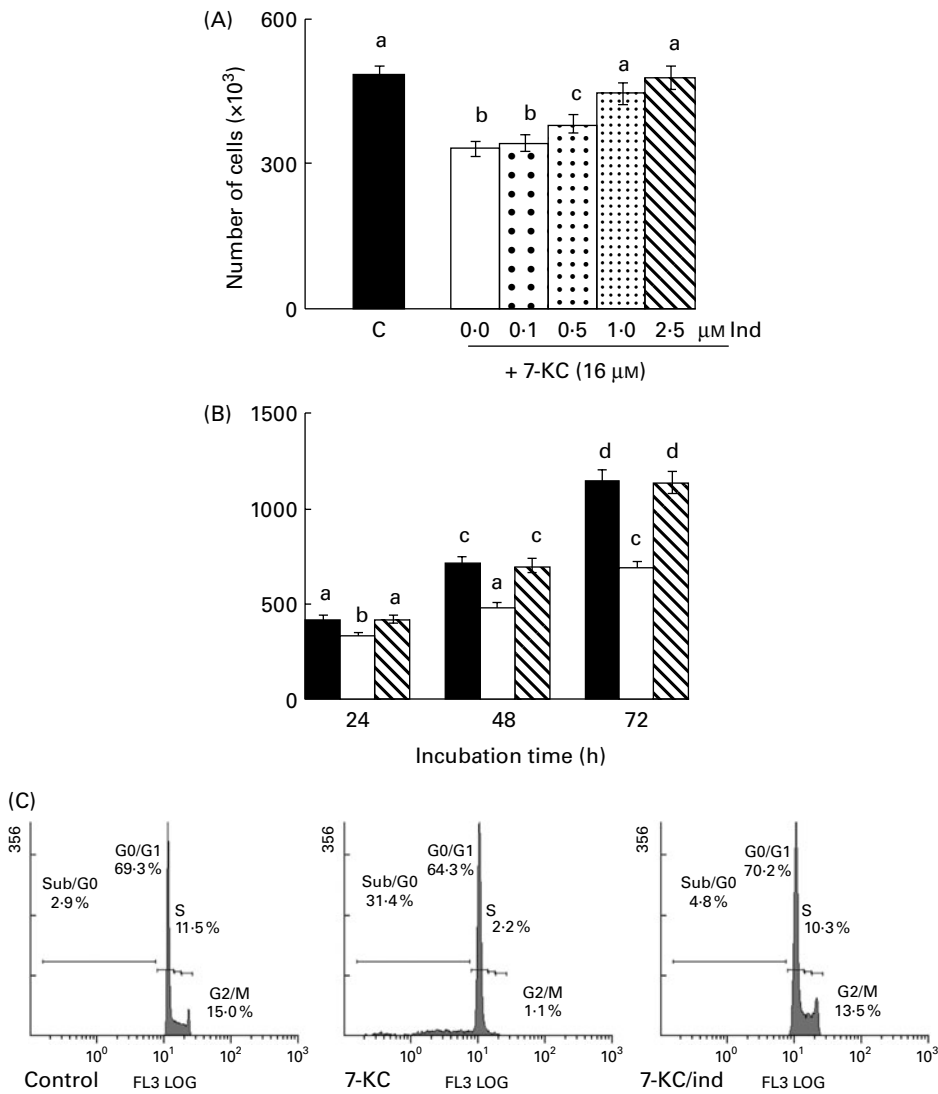 (A)
600
300
0
Number of cells (×10³)
a
b
b
c
a
a
C
0·0 0·1 0·5 1·0 2·5 μM Ind
+ 7-KC (16 μM)
(B)
1500
1000
500
0
a
b
a
c
a
c
d
c
d
24 48 72
Incubation time (h)
(C)
356
G0/G1
69·3 %
Sub/G0
2·9 %
S
11·5 %
G2/M
15·0 %
10⁰ 10¹ 10² 10³
Control FL3 LOG
356
G0/G1
64·3 %
Sub/G0
31·4 %
S
2·2 %
G2/M
1·1 %
10⁰ 10¹ 10² 10³
7-KC FL3 LOG
356
G0/G1
70·2 %
Sub/G0
4·8 %
S
10·3 %
G2/M
13·5 %
10⁰ 10¹ 10² 10³
7-KC/ind FL3 LOG